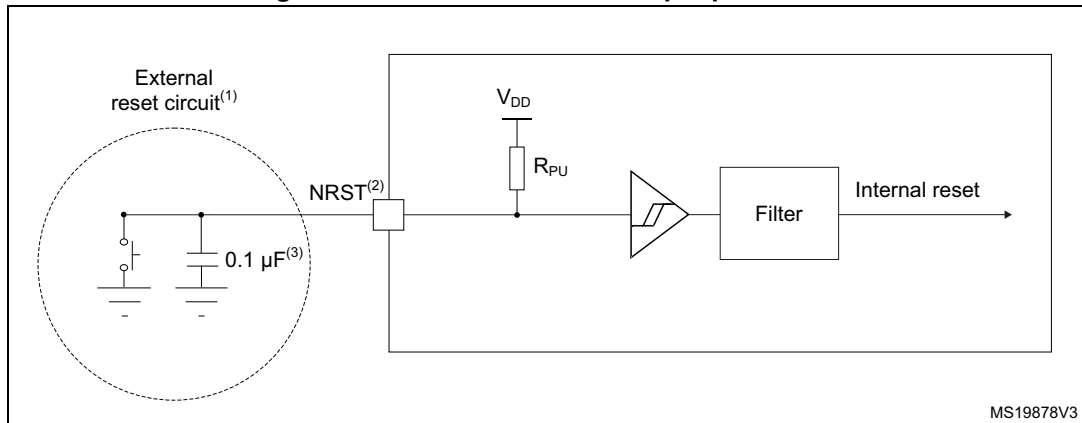 External
reset circuit(1)
VDD
RPU
NRST(2)
Filter
Internal reset
0.1 µF(3)
MS19878V3